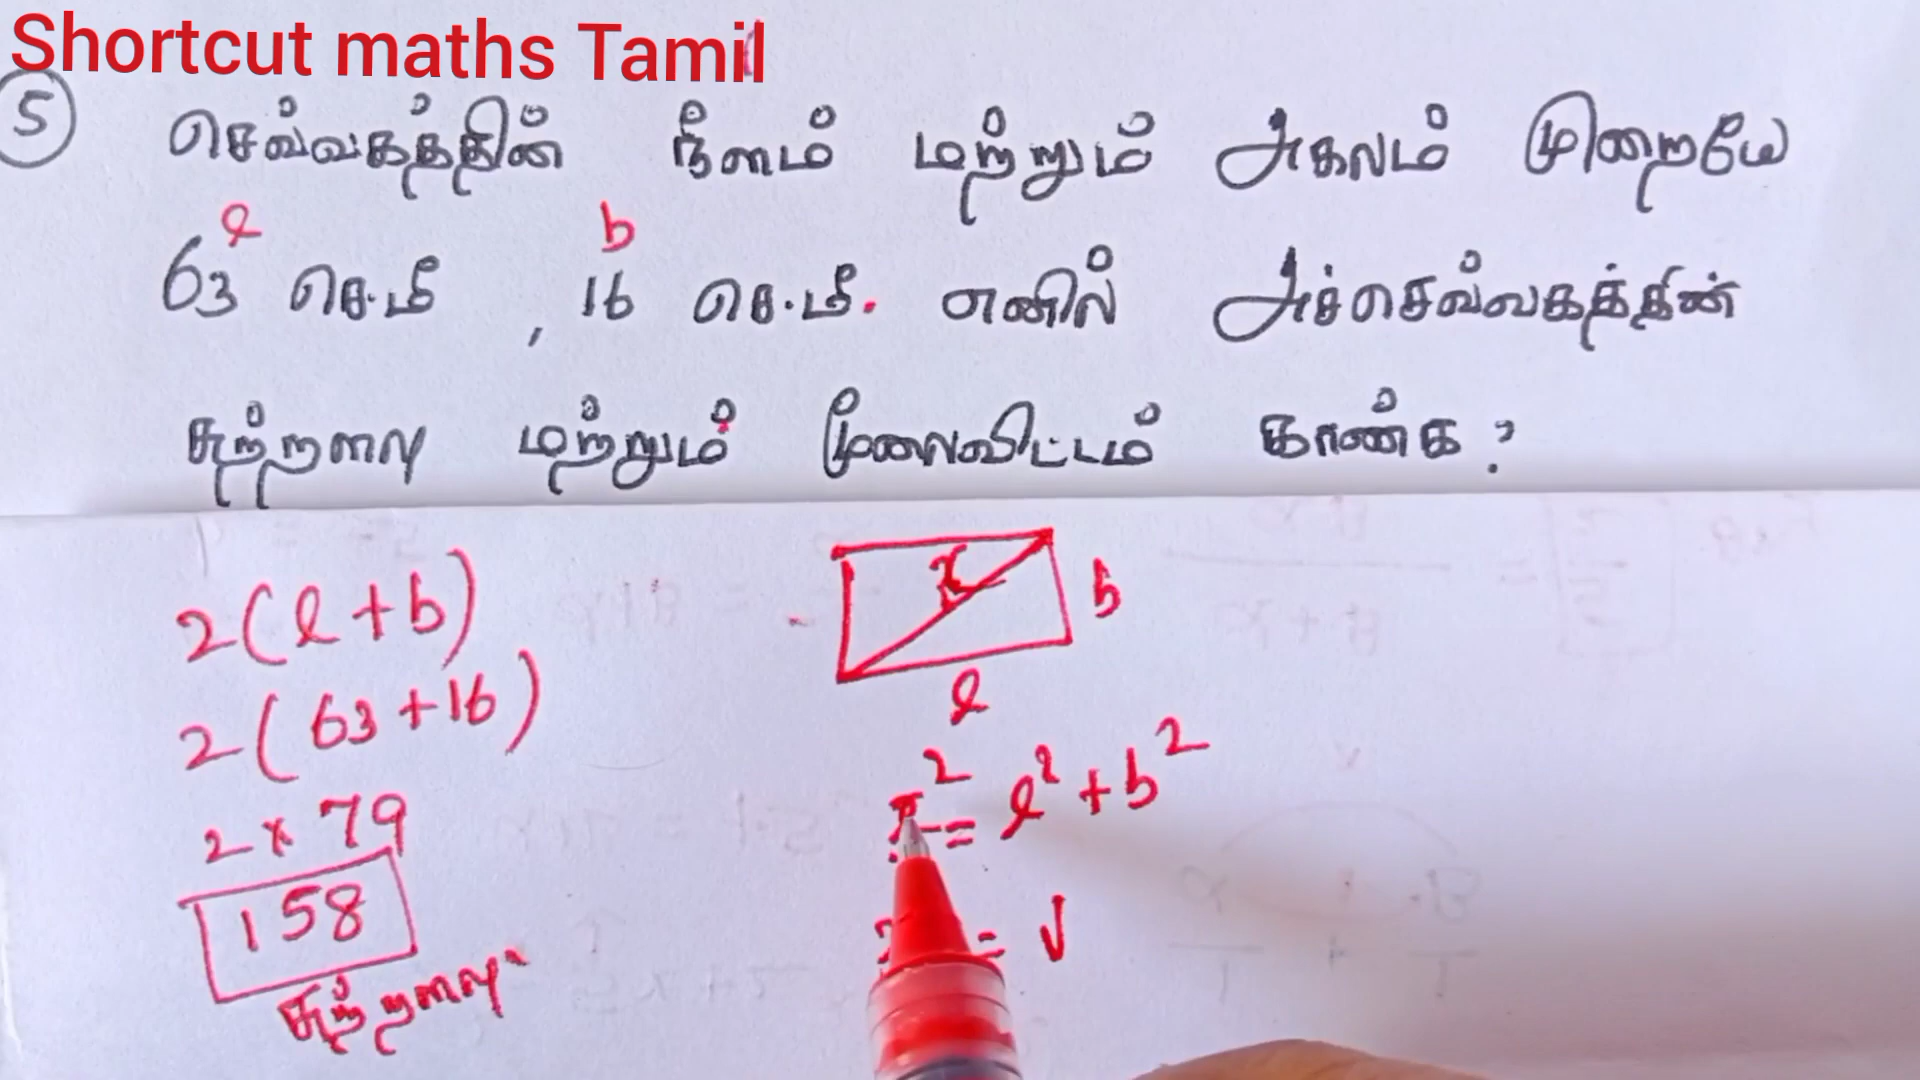 Shortcut maths Tamil
5 செவ்வகத்தின் நீளம் மற்றும் அகலம் முறையே
l b
63 செ.மீ , 16 செ.மீ. எனில் அச்செவ்வகத்தின்
சுற்றளவு மற்றும் மூலைவிட்டம் காண்க ?
2(l+b)
2(63+16)
2 × 79
158
சுற்றளவு
x
b
l
² = l² + b²
= √